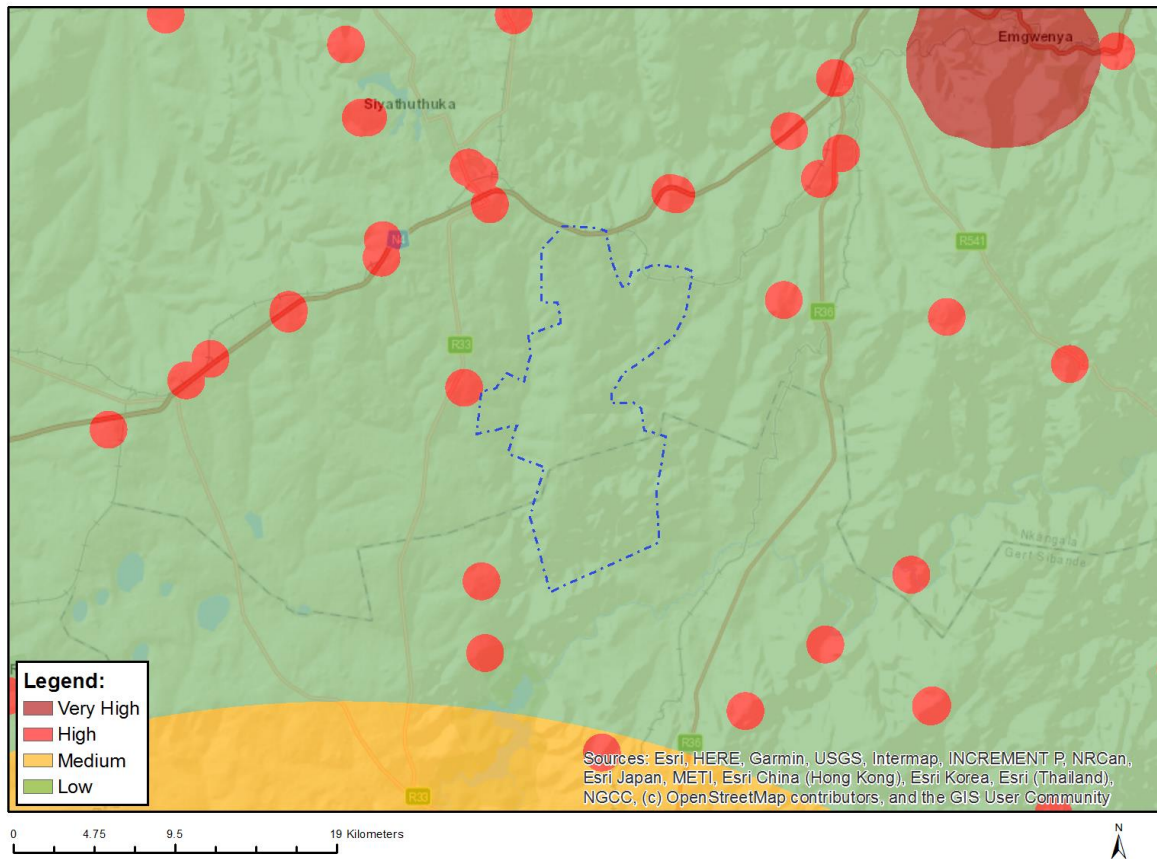 Emgwenya
Siyathuthuka
N4
R541
R36
R33
Nkangala
Gert Sibande
Legend:
Very High
High
Medium
Low
R36
R33
Sources: Esri, HERE, Garmin, USGS, Intermap, INCREMENT P, NRCan,
Esri Japan, METI, Esri China (Hong Kong), Esri Korea, Esri (Thailand),
NGCC, (c) OpenStreetMap contributors, and the GIS User Community
0 4.75 9.5 19 Kilometers
N